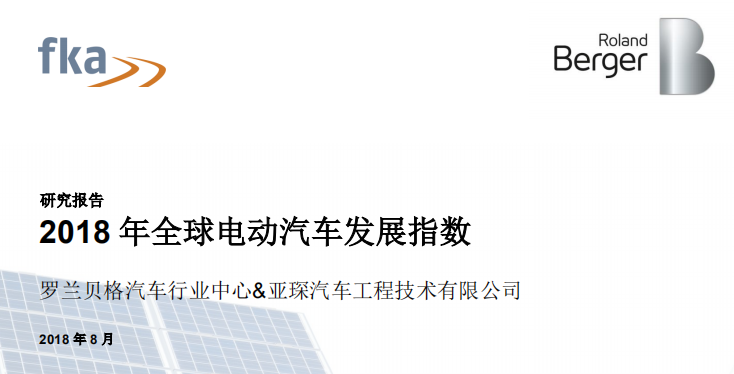 fka
Roland
Berger
B
研究报告
2018 年全球电动汽车发展指数
罗兰贝格汽车行业中心&亚琛汽车工程技术有限公司
2018 年 8 月